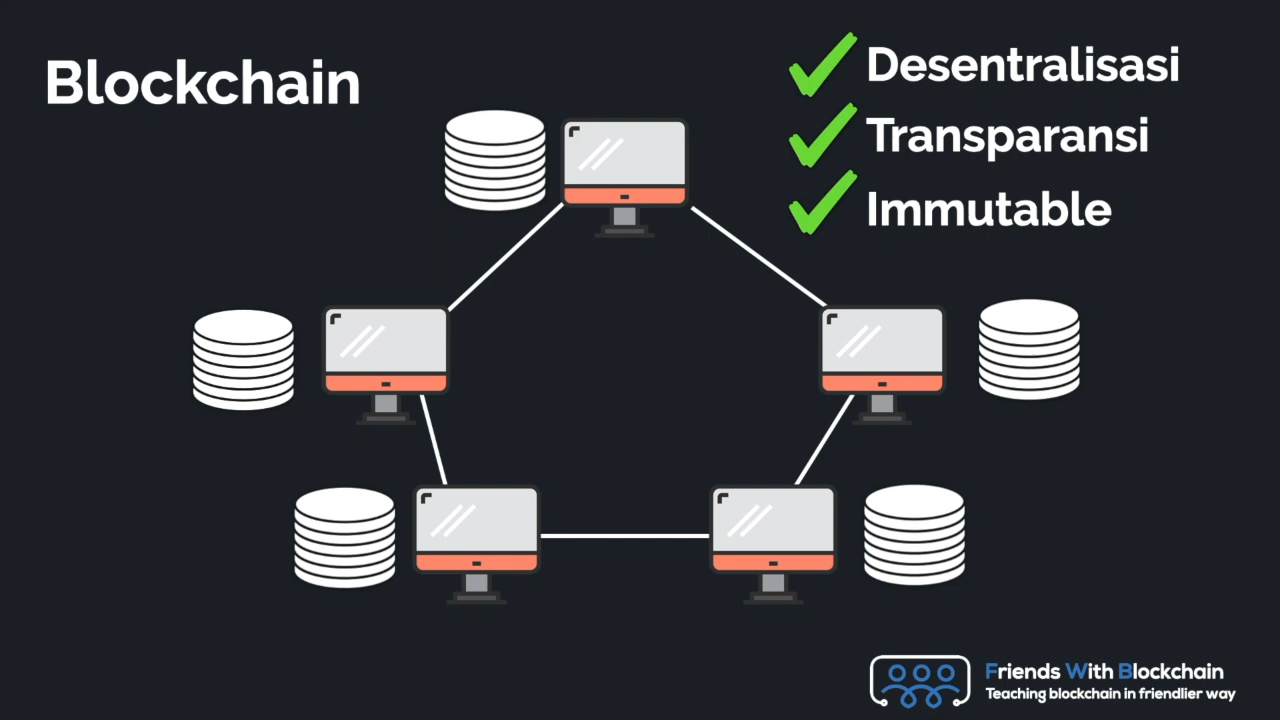 Blockchain
Desentralisasi
Transparansi
Immutable
Friends With Blockchain
Teaching blockchain in friendlier way